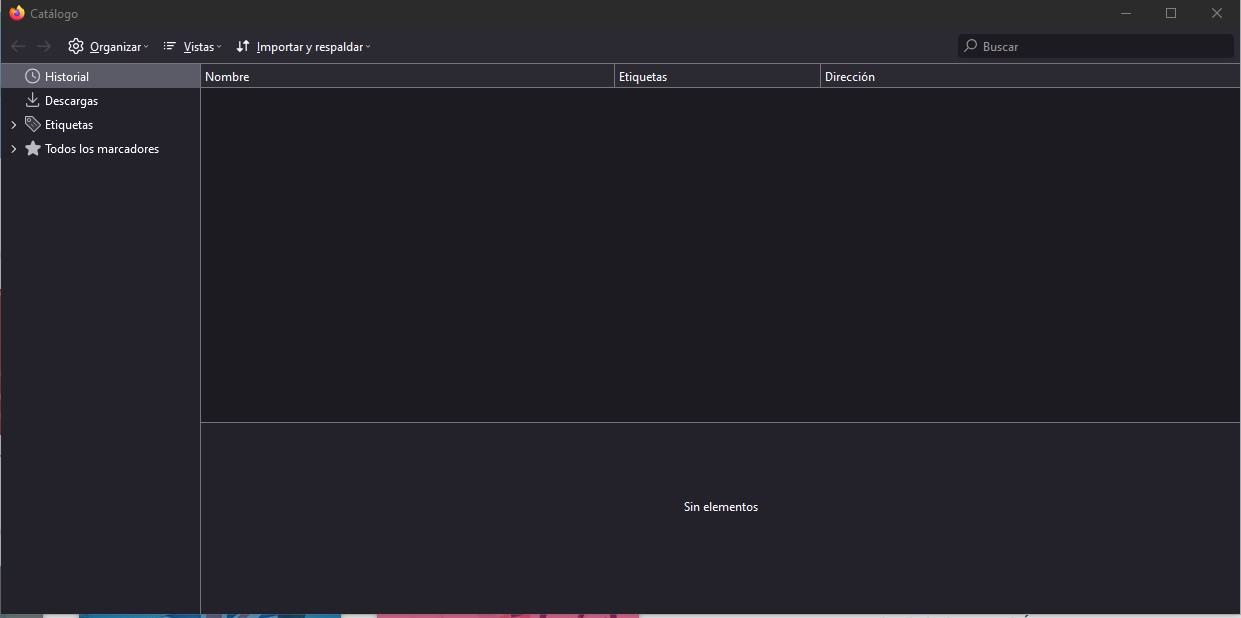 Catálogo
Organizar Vistas Importar y respaldar Buscar
Historial Nombre Etiquetas Dirección
Descargas
Etiquetas
Todos los marcadores
Sin elementos